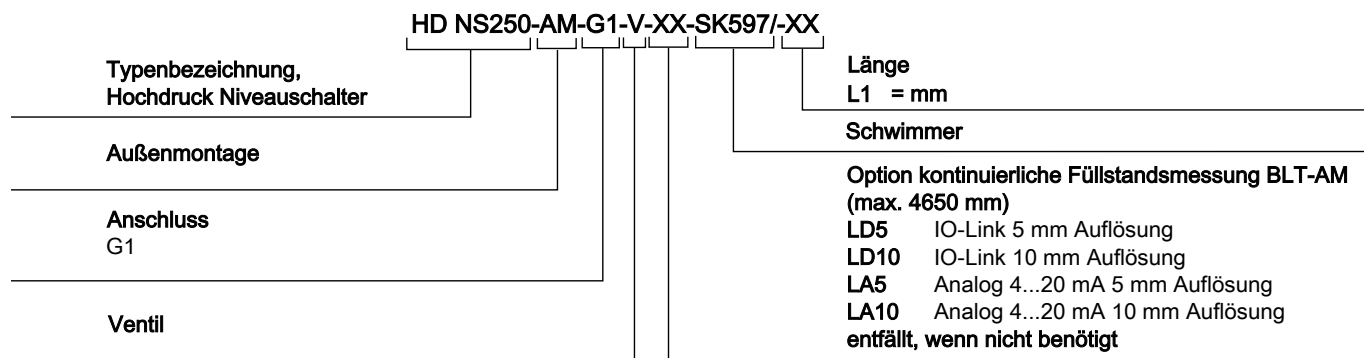 HD NS250-AM-G1-V-XX-SK597/-XX
Typenbezeichnung,
Hochdruck Niveauschalter
Außenmontage
Anschluss
G1
Ventil
Länge
L1 = mm
Schwimmer
Option kontinuierliche Füllstandsmessung BLT-AM
(max. 4650 mm)
LD5 IO-Link 5 mm Auflösung
LD10 IO-Link 10 mm Auflösung
LA5 Analog 4...20 mA 5 mm Auflösung
LA10 Analog 4...20 mA 10 mm Auflösung
entfällt, wenn nicht benötigt